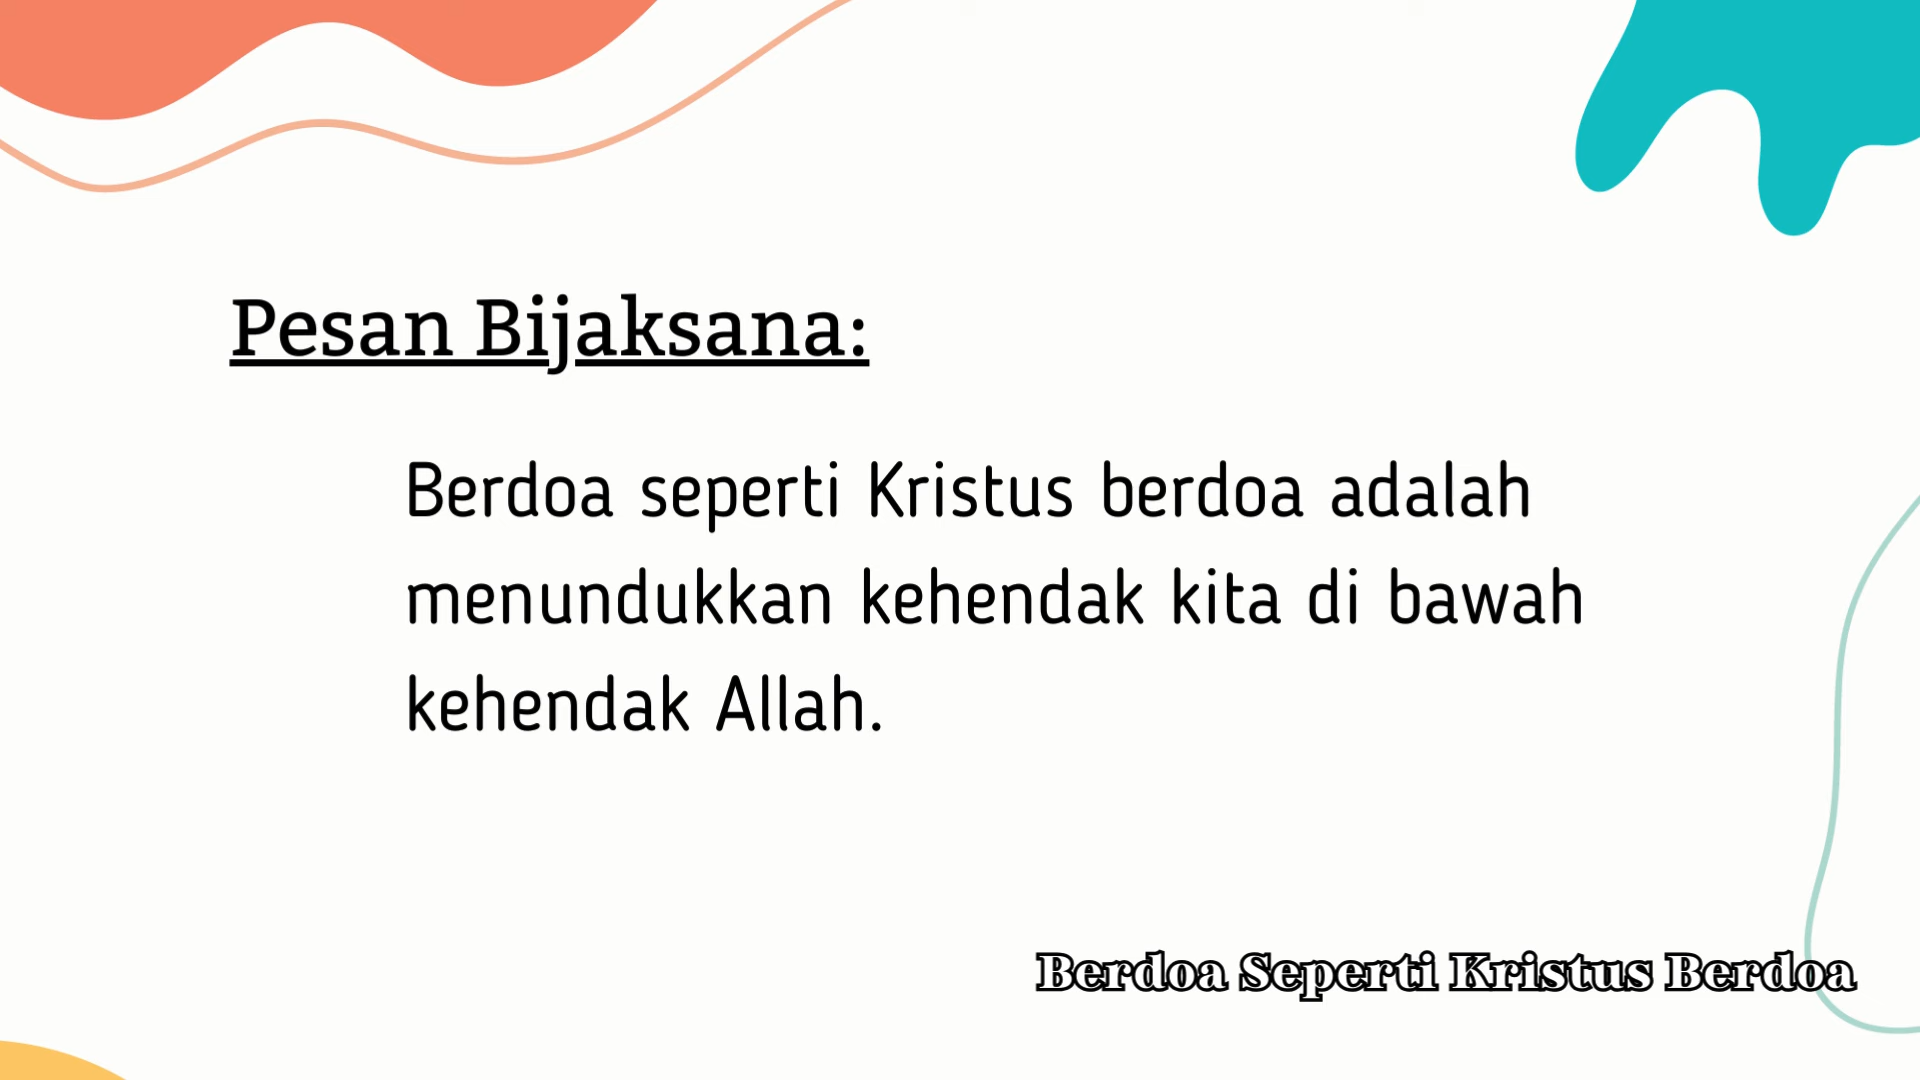 Pesan Bijaksana:
Berdoa seperti Kristus berdoa adalah
menundukkan kehendak kita di bawah
kehendak Allah.
Berdoa Seperti Kristus Berdoa